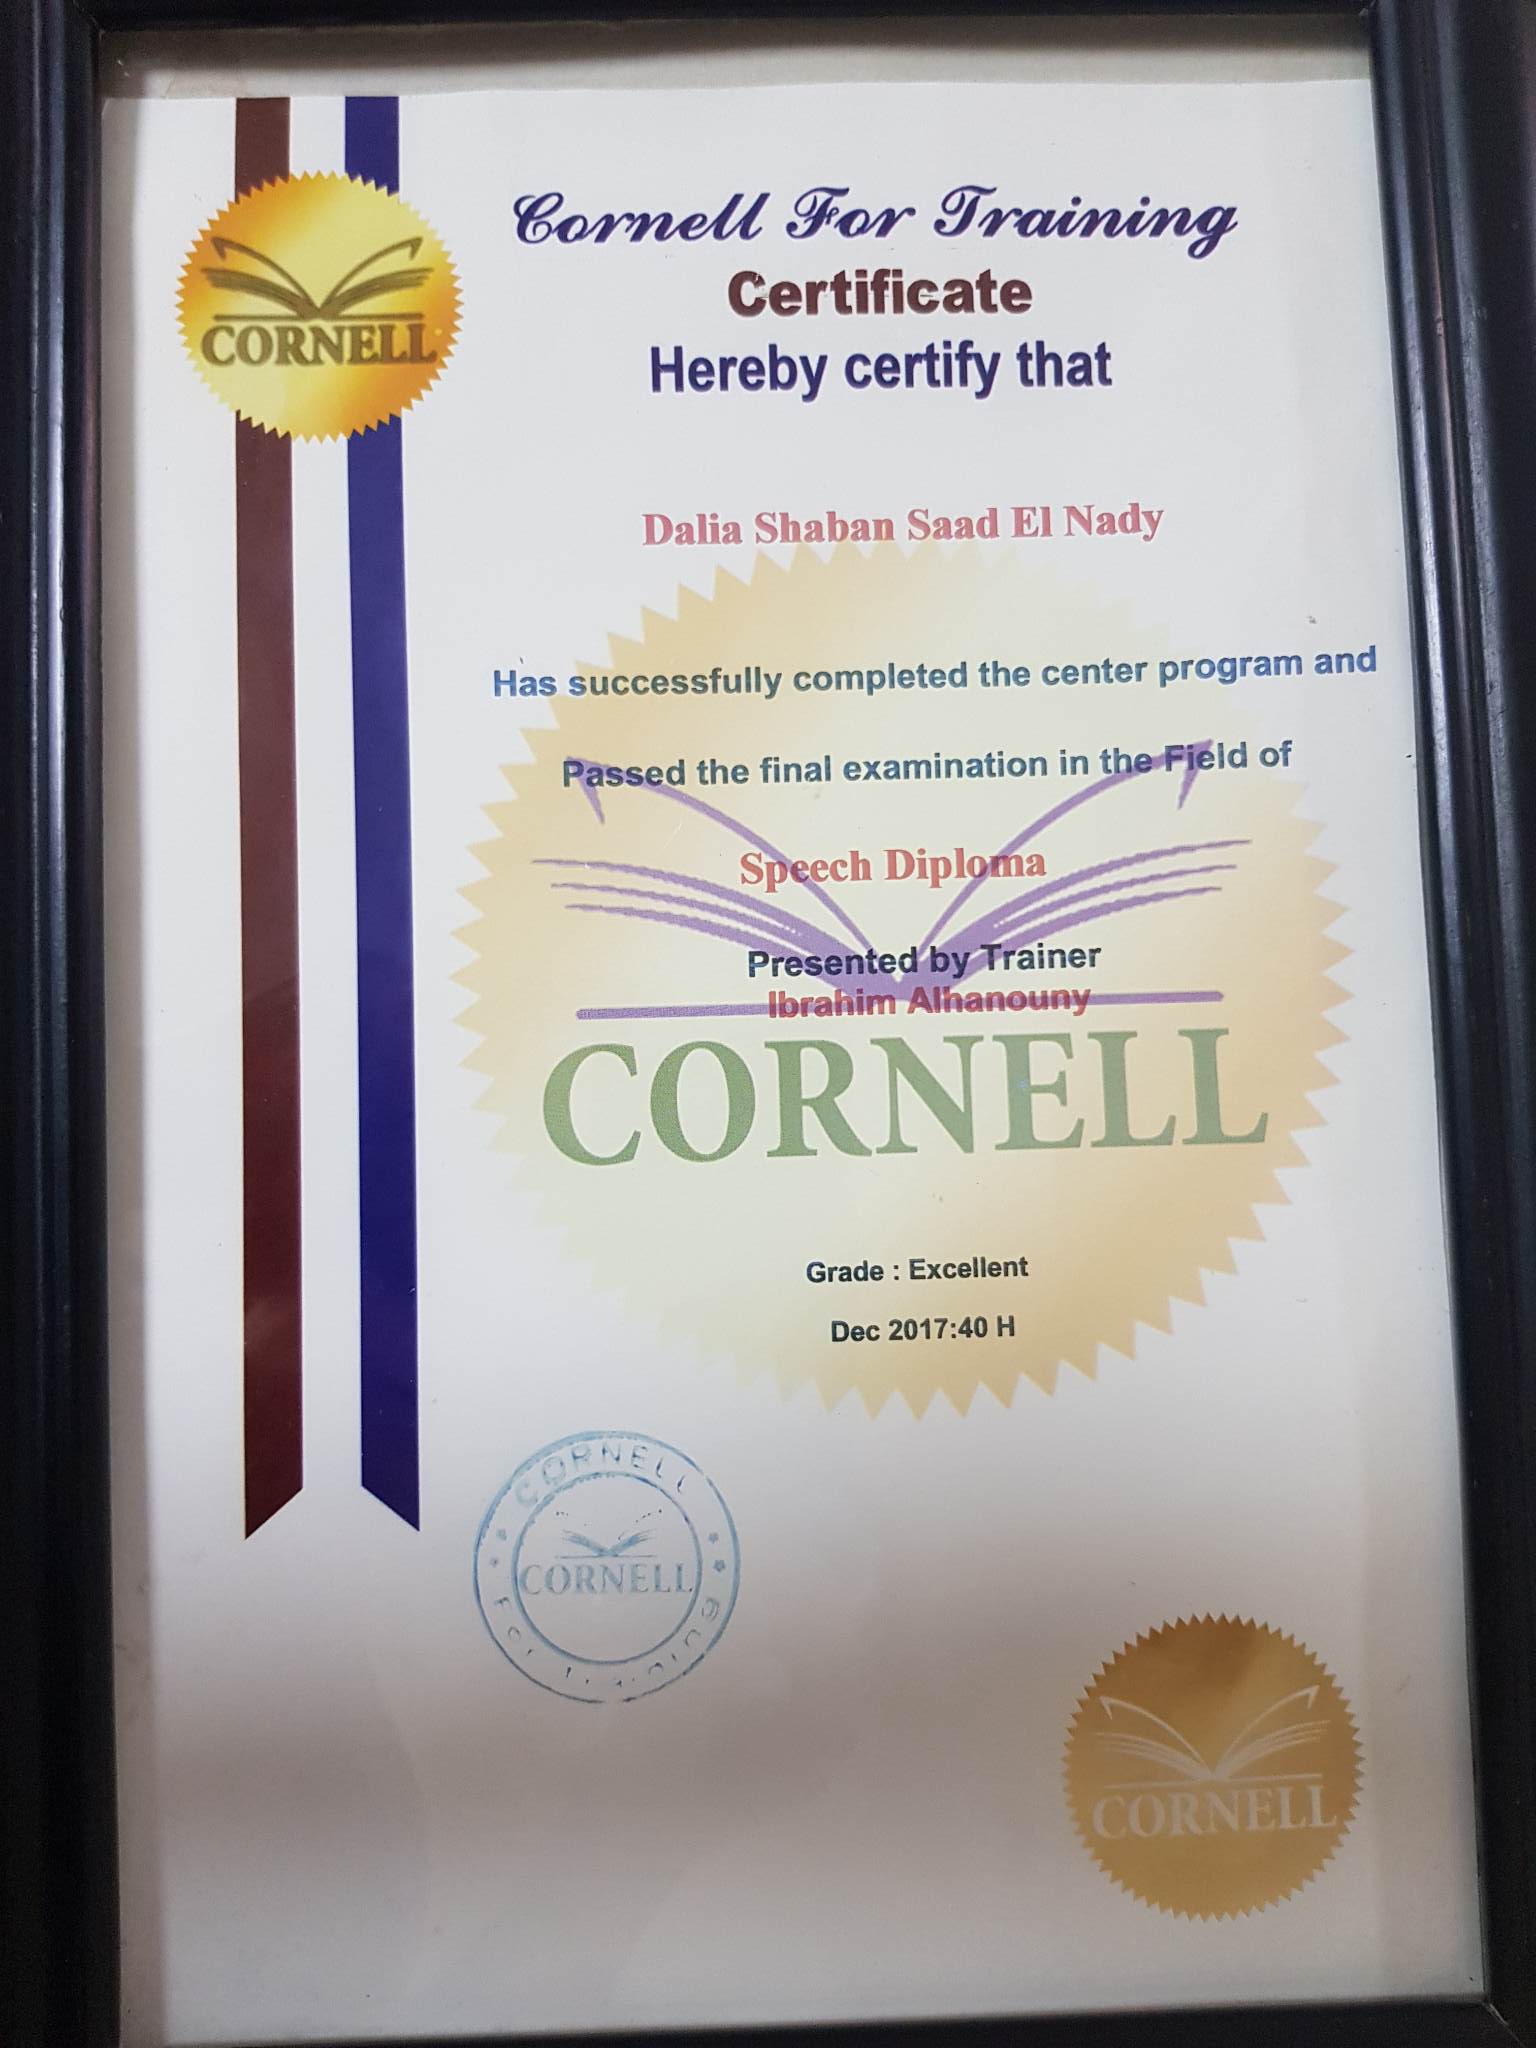 Cornell For Training
Certificate
Hereby certify that
CORNELL
Dalia Shaban Saad El Nady
Has successfully completed the center program and
Passed the final examination in the Field of
Speech Diploma
Presented by Trainer
Ibrahim Alhanouny
CORNELL
Grade : Excellent
Dec 2017:40 H
CORNELL
CORNELL
CORNELL